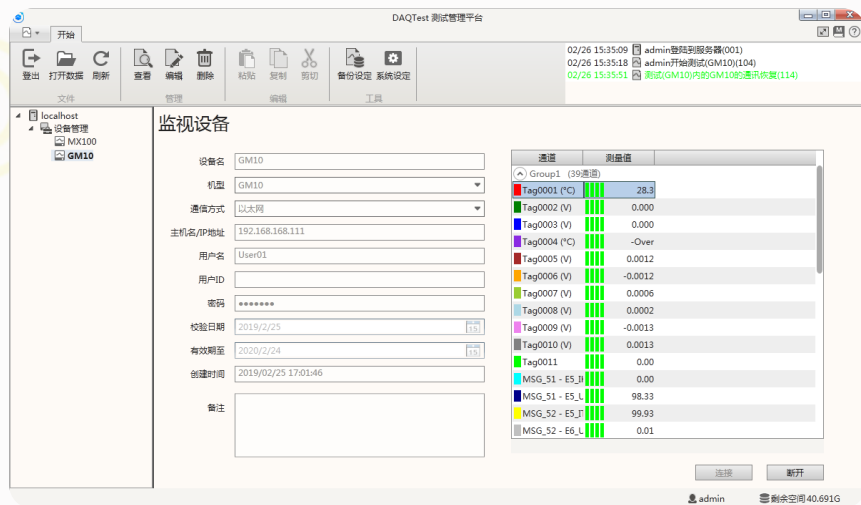 DAQTest 测试管理平台
开始
登出 打开数据 刷新 查看 编辑 删除 粘贴 复制 剪切 备份设定 系统设定
文件 管理 编辑 工具
02/26 15:35:09 admin登陆到服务器(001)
02/26 15:35:18 admin开始测试(GM10)(104)
02/26 15:35:51 测试(GM10)内的GM10的通讯恢复(114)
localhost
设备管理
MX100
GM10
监视设备
设备名 GM10
机型 GM10
通信方式 以太网
主机名/IP地址 192.168.168.111
用户名 User01
用户ID
密码 •••••••
校验日期 2019/2/25 15
有效期至 2020/2/24 15
创建时间 2019/02/25 17:01:46
备注
通道 测量值
Group1 (39通道)
Tag0001 (°C) 28.3
Tag0002 (V) 0.000
Tag0003 (V) 0.000
Tag0004 (°C) -Over
Tag0005 (V) 0.0012
Tag0006 (V) -0.0012
Tag0007 (V) 0.0006
Tag0008 (V) 0.0002
Tag0009 (V) -0.0013
Tag0010 (V) 0.0013
Tag0011 0.00
MSG_51 - E5_I 0.00
MSG_51 - E5_U 98.33
MSG_52 - E5_I 99.93
MSG_52 - E6_U 0.01
连接 断开
admin 剩余空间40.691G